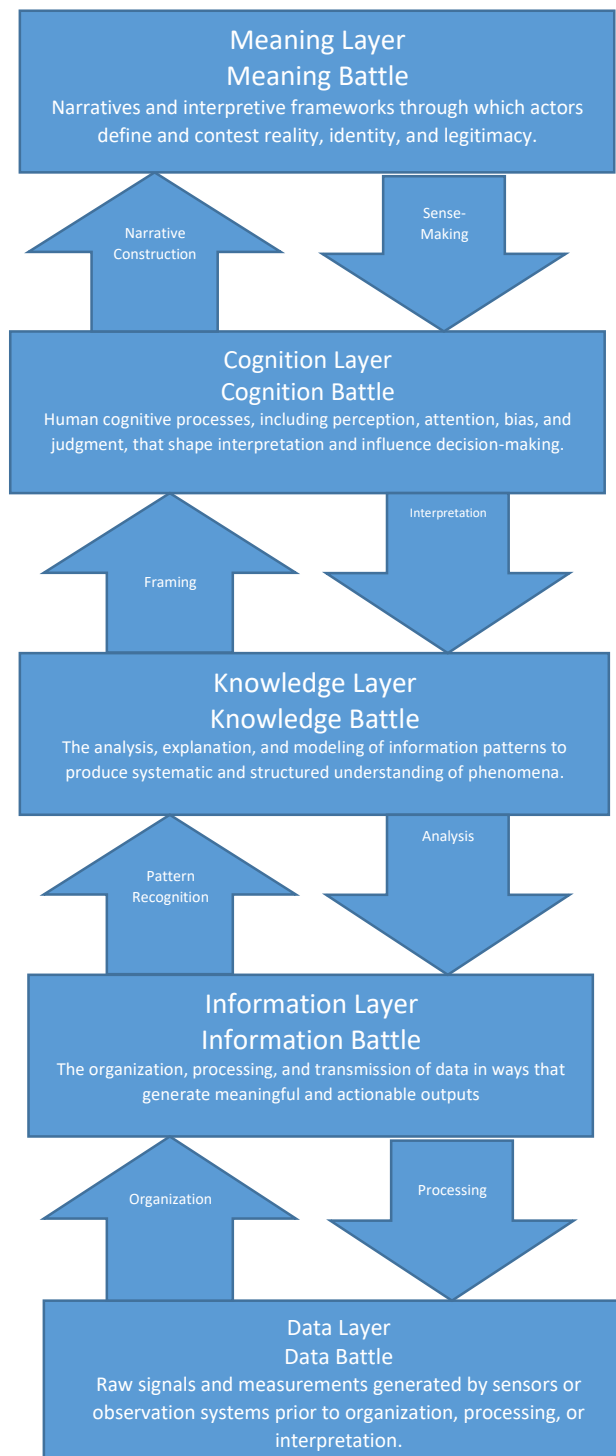 Meaning Layer
Meaning Battle
Narratives and interpretive frameworks through which actors
define and contest reality, identity, and legitimacy.
Narrative
Construction
Sense-
Making
Cognition Layer
Cognition Battle
Human cognitive processes, including perception, attention, bias, and
judgment, that shape interpretation and influence decision-making.
Framing
Interpretation
Knowledge Layer
Knowledge Battle
The analysis, explanation, and modeling of information patterns to
produce systematic and structured understanding of phenomena.
Pattern
Recognition
Analysis
Information Layer
Information Battle
The organization, processing, and transmission of data in ways that
generate meaningful and actionable outputs
Organization
Processing
Data Layer
Data Battle
Raw signals and measurements generated by sensors or
observation systems prior to organization, processing, or
interpretation.